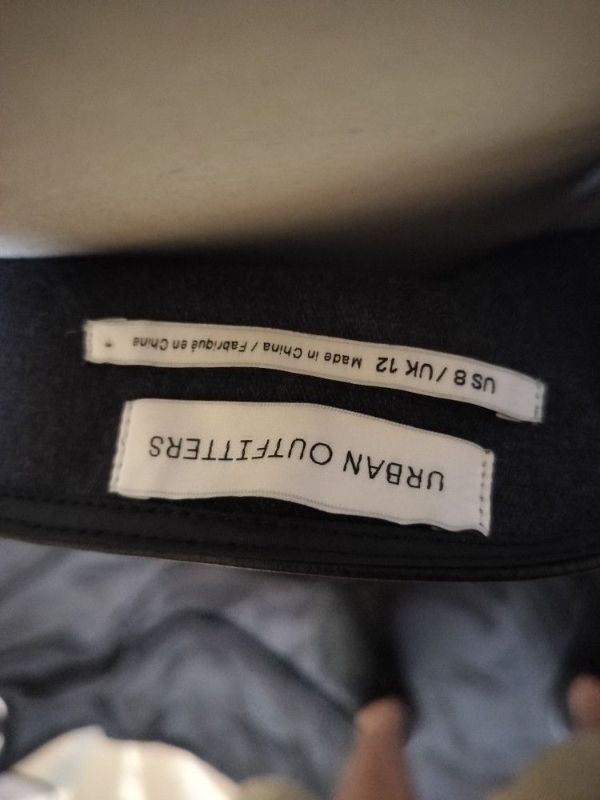 URBAN OUTFITTERS
US 8 / UK 12 Made in China / Fabriqué en Chine